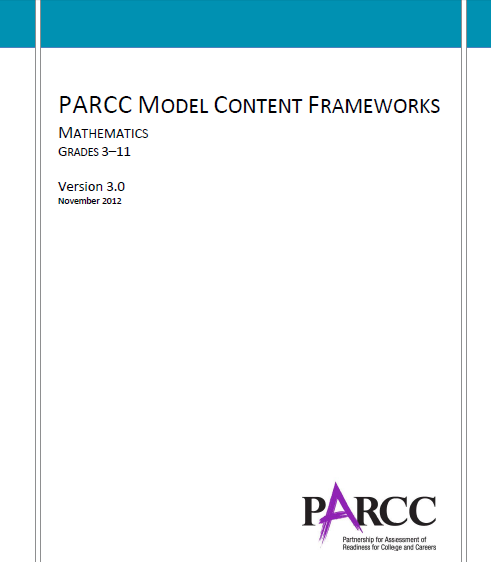 PARCC MODEL CONTENT FRAMEWORKS
MATHEMATICS
GRADES 3–11
Version 3.0
November 2012
PARCC
Partnership for Assessment of
Readiness for College and Careers